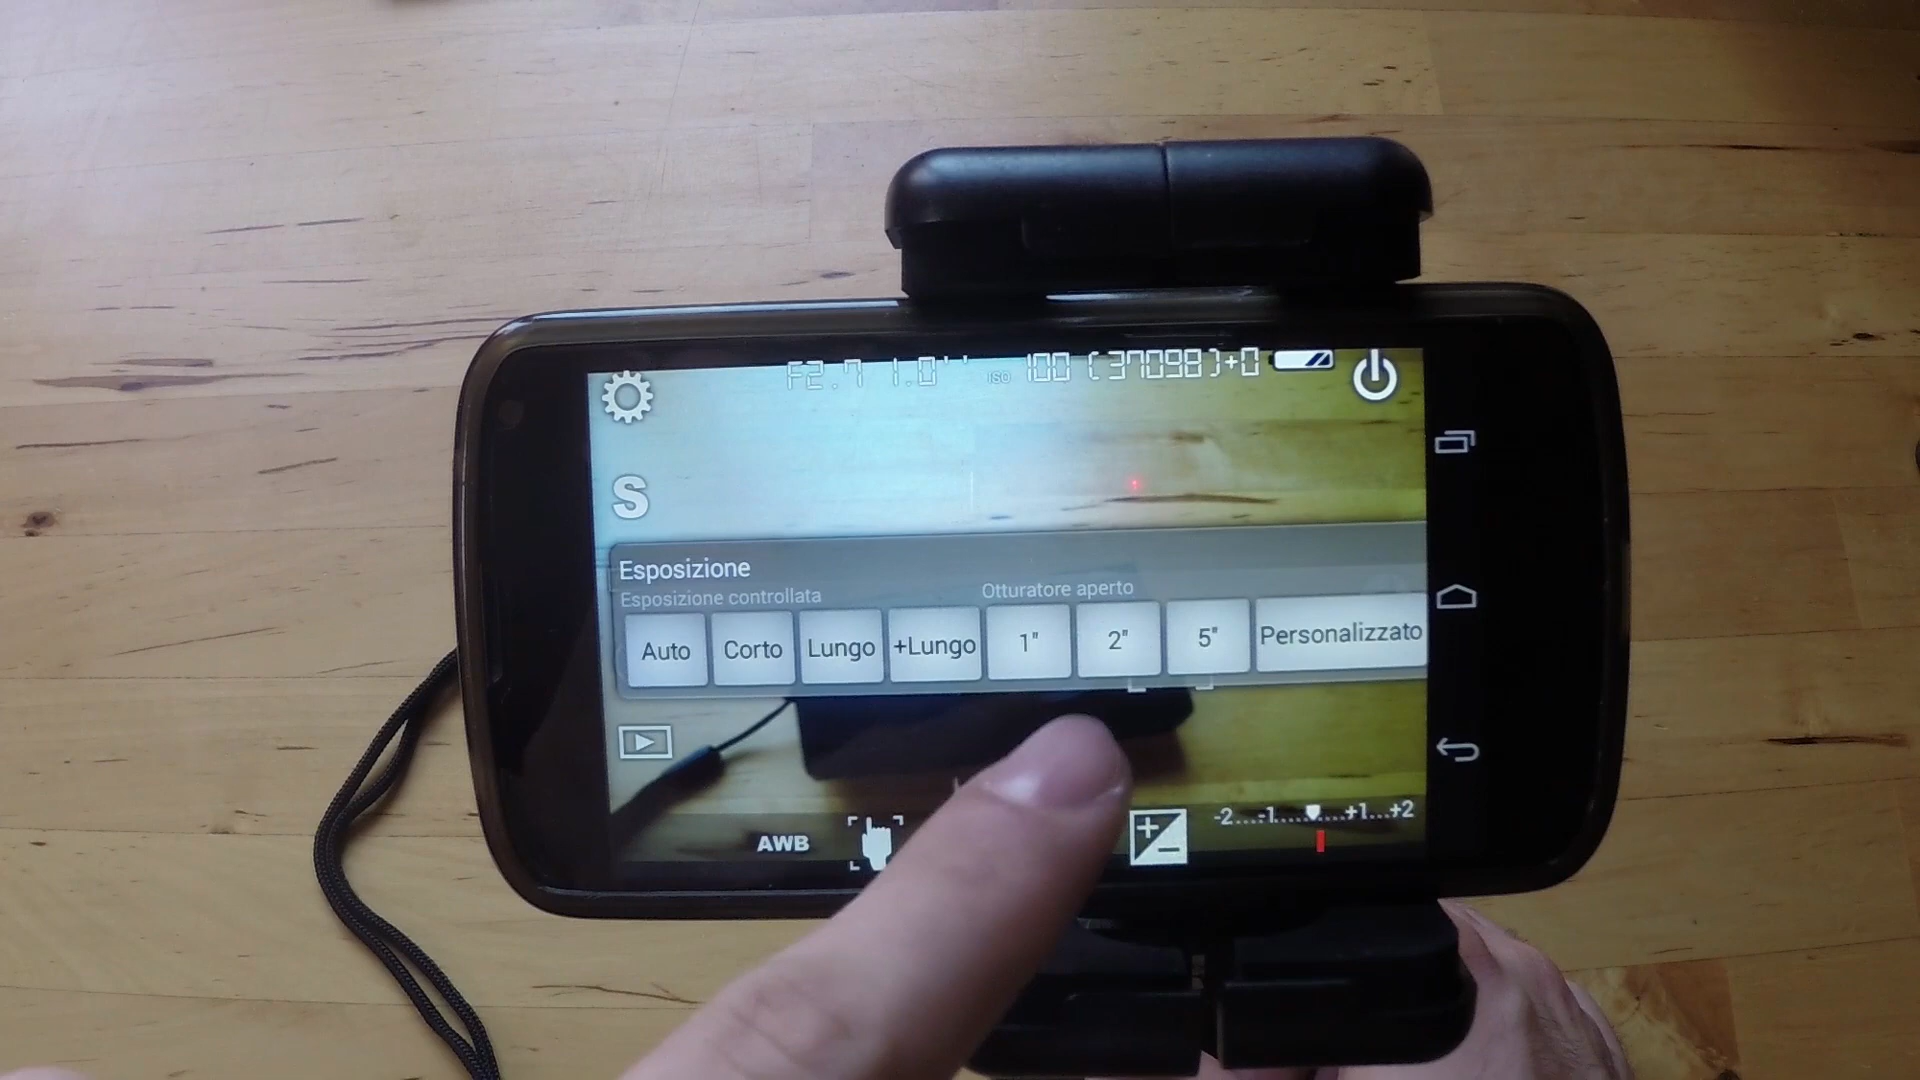 F2.7 1.0'' ISO 100 (37098)+0
S
Esposizione
Esposizione controllata Otturatore aperto
Auto Corto Lungo +Lungo 1" 2" 5" Personalizzato
-2....-1....... ....+1...+2
AWB